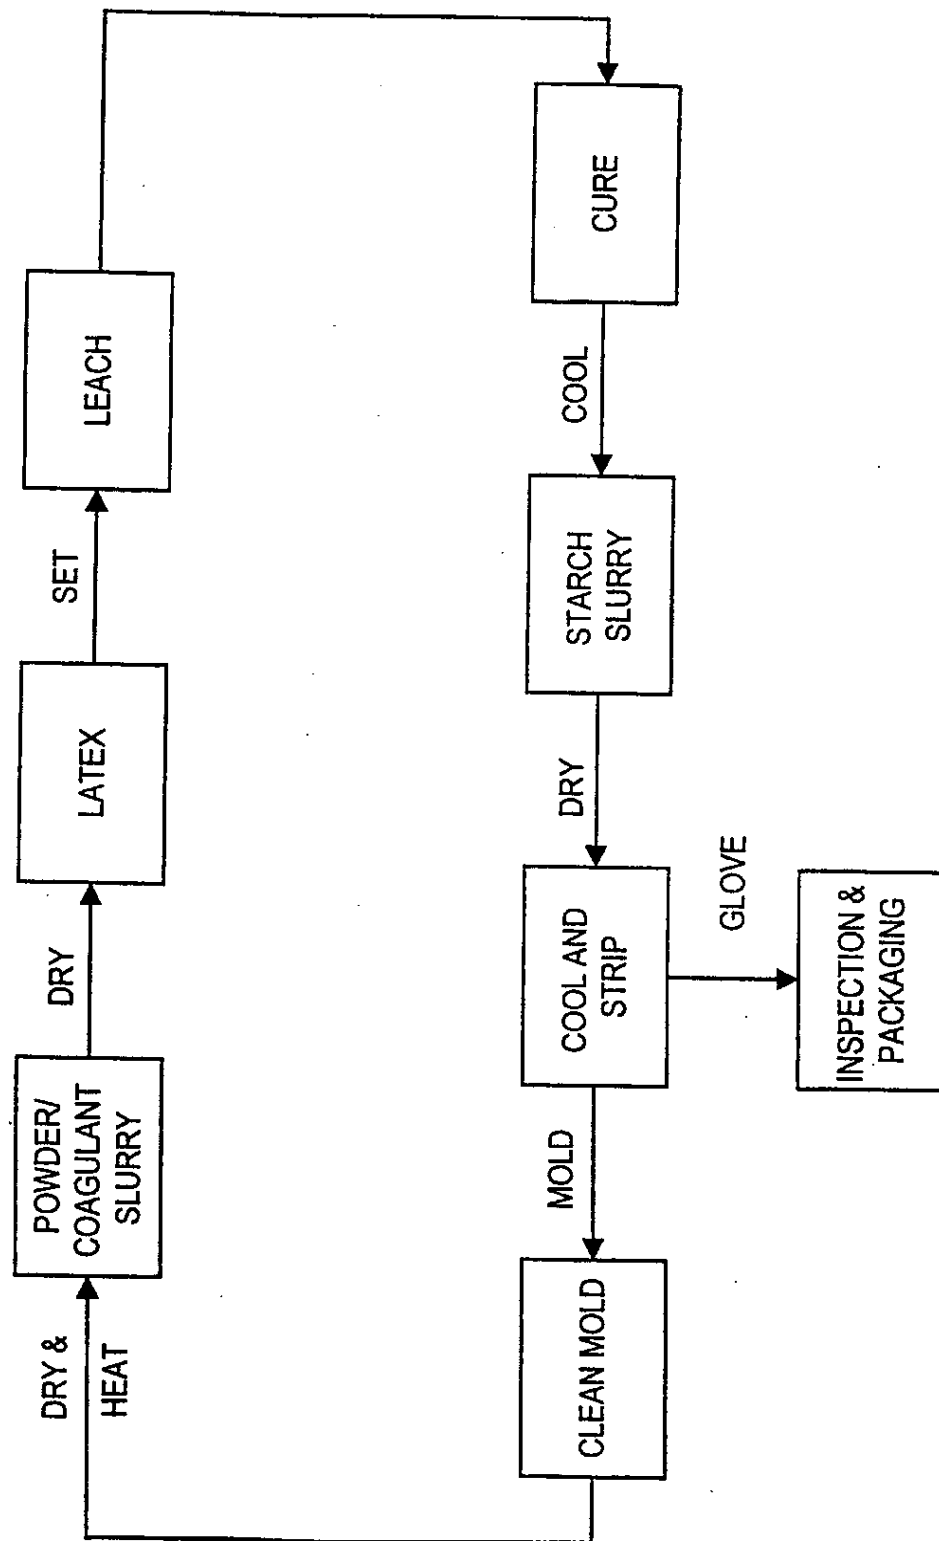 DRY &
HEAT
POWDER/
COAGULANT
SLURRY
DRY
LATEX
SET
LEACH
CLEAN MOLD
MOLD
COOL AND
STRIP
DRY
STARCH
SLURRY
COOL
CURE
GLOVE
INSPECTION &
PACKAGING